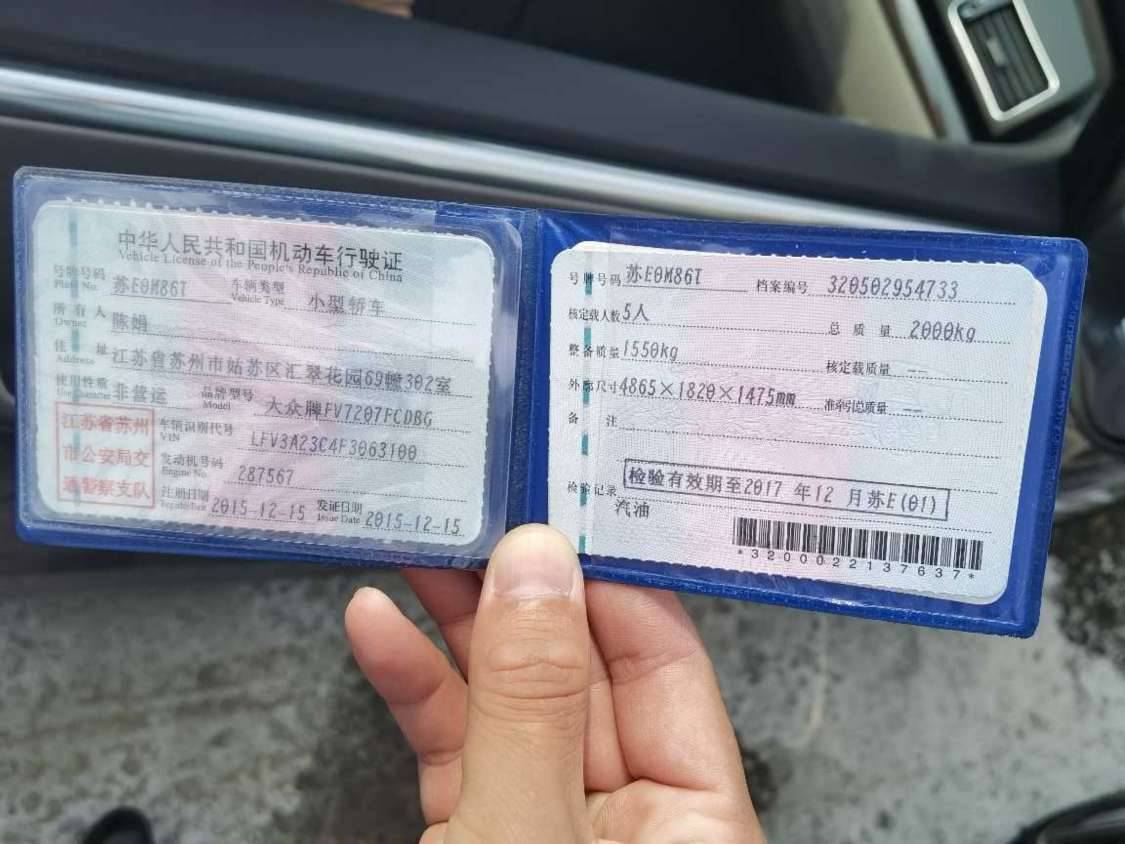 中华人民共和国机动车行驶证
Vehicle License of the People's Republic of China
号牌号码 苏E0M86T 车辆类型 小型轿车
Plate No. Vehicle Type
所有人 陈娟
Owner
住址 江苏省苏州市姑苏区汇翠花园69幢302室
Address
使用性质 非营运 品牌型号 大众牌FV7207FCDBG
Model
江苏省苏州
市公安局交
通警察支队
车辆识别代号 LFV3A23C4F3063100
VIN
发动机号码 287567
Engine No.
注册日期 2015-12-15 发证日期 2015-12-15
Register Date Issue Date
号牌号码 苏E0M86T 档案编号 320502954733
核定载人数 5人 总质量 2000kg
整备质量 1550kg 核定载质量 --
外廓尺寸 4865×1820×1475mm 准牵引总质量 --
备注
检验记录 检验有效期至2017 年12 月苏E(01)
汽油
*3200022137637*